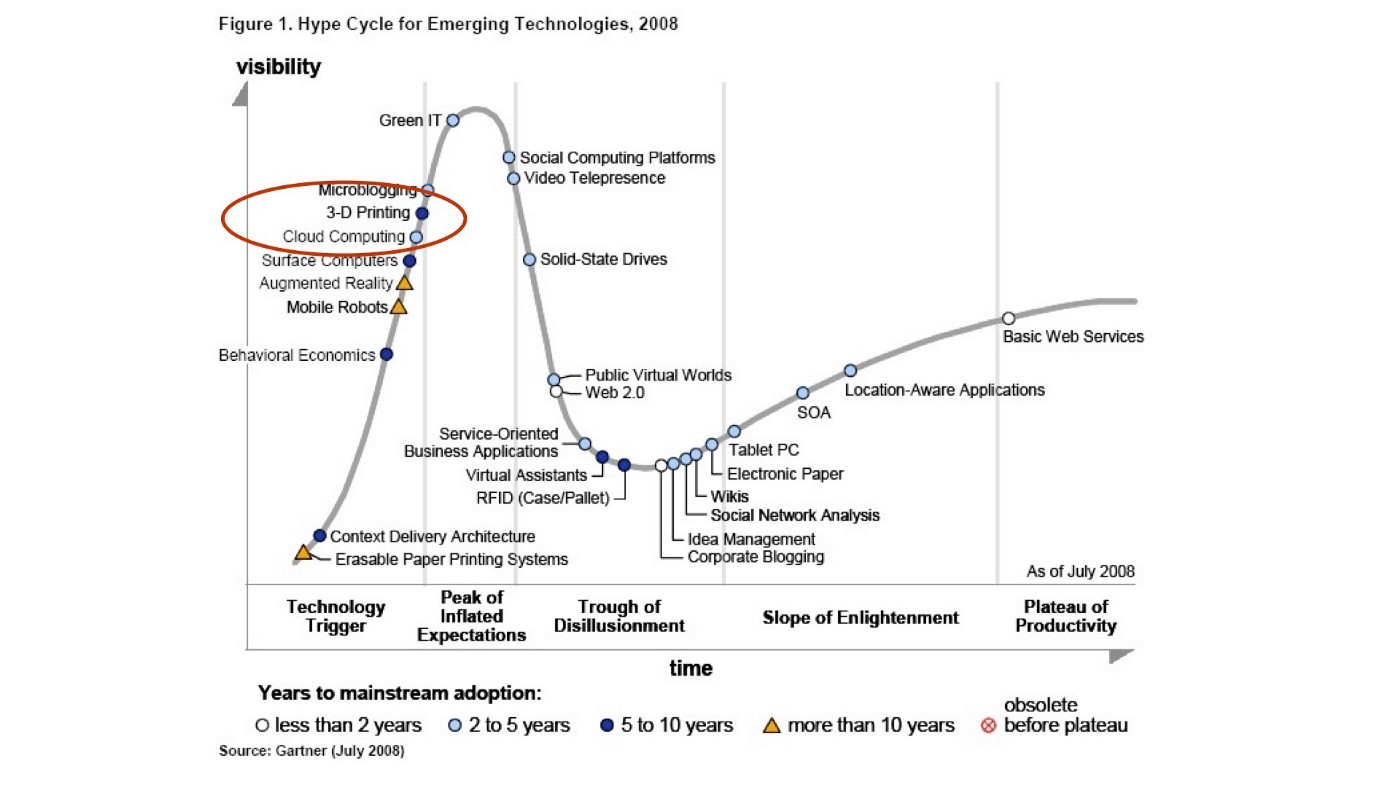 Figure 1. Hype Cycle for Emerging Technologies, 2008
visibility
Green IT
Social Computing Platforms
Video Telepresence
Microblogging
3-D Printing
Cloud Computing
Surface Computers
Augmented Reality
Mobile Robots
Behavioral Economics
Solid-State Drives
Public Virtual Worlds
Web 2.0
Service-Oriented
Business Applications
Virtual Assistants
RFID (Case/Pallet)
Context Delivery Architecture
Erasable Paper Printing Systems
Basic Web Services
Location-Aware Applications
SOA
Tablet PC
Electronic Paper
Wikis
Social Network Analysis
Idea Management
Corporate Blogging
As of July 2008
Technology
Trigger
Peak of
Inflated
Expectations
Trough of
Disillusionment
Slope of Enlightenment
Plateau of
Productivity
time
Years to mainstream adoption:
less than 2 years
2 to 5 years
5 to 10 years
more than 10 years
obsolete
before plateau
Source: Gartner (July 2008)